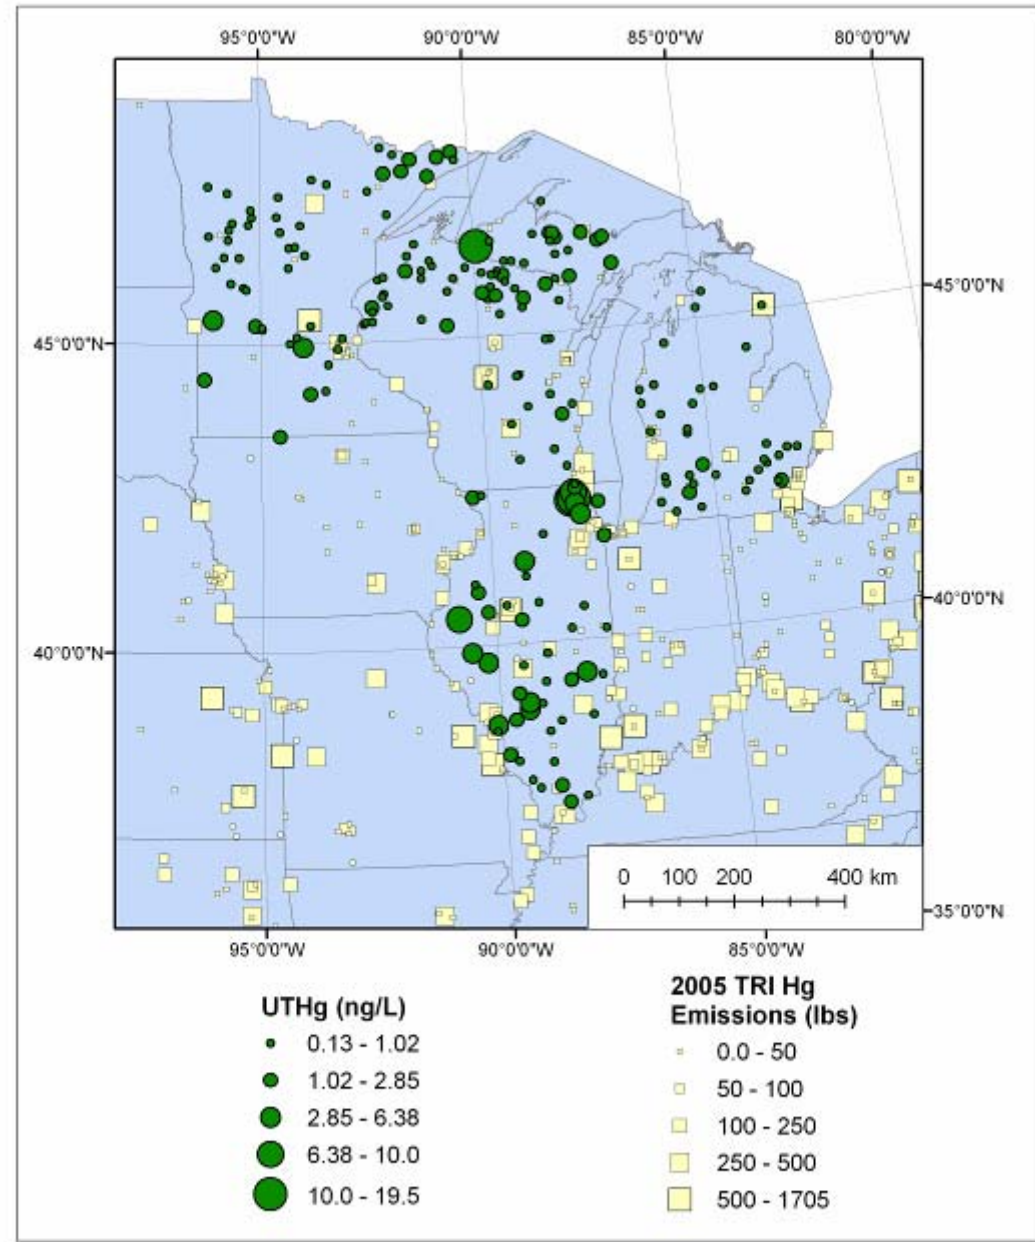 95°0'0"W 90°0'0"W 85°0'0"W 80°0'0"W
45°0'0"N
45°0'0"N
40°0'0"N
40°0'0"N
0 100 200 400 km
35°0'0"N
95°0'0"W 90°0'0"W 85°0'0"W
UTHg (ng/L)
0.13 - 1.02
1.02 - 2.85
2.85 - 6.38
6.38 - 10.0
10.0 - 19.5
2005 TRI Hg
Emissions (lbs)
0.0 - 50
50 - 100
100 - 250
250 - 500
500 - 1705